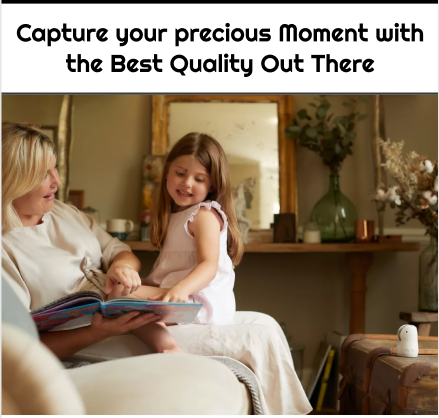 Capture your precious Moment with
the Best Quality Out There